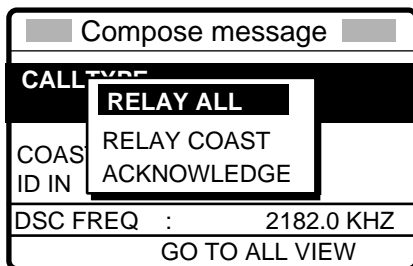 Compose message
CALLTYPE
RELAY ALL
RELAY COAST
ACKNOWLEDGE
COAST
ID IN
DSC FREQ : 2182.0 KHZ
GO TO ALL VIEW